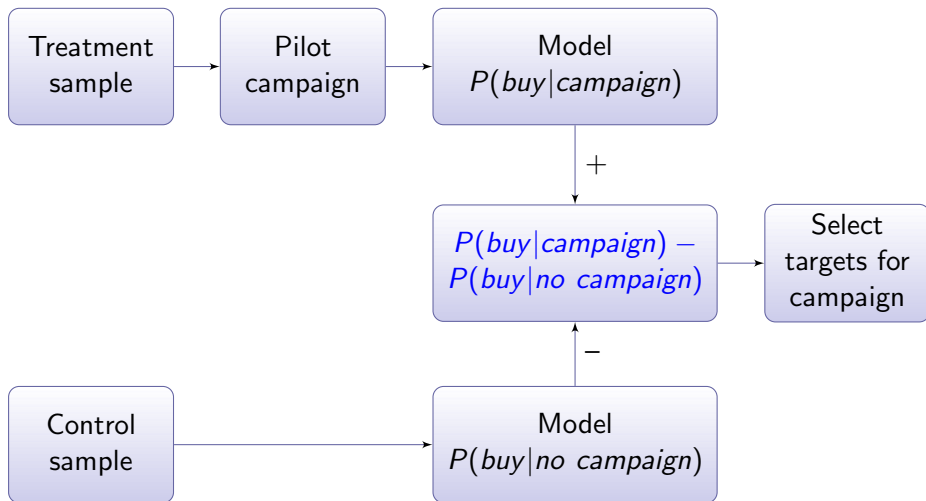 Treatment
sample
Pilot
campaign
Model
P(buy|campaign)
+
P(buy|campaign) −
P(buy|no campaign)
Select
targets for
campaign
−
Control
sample
Model
P(buy|no campaign)